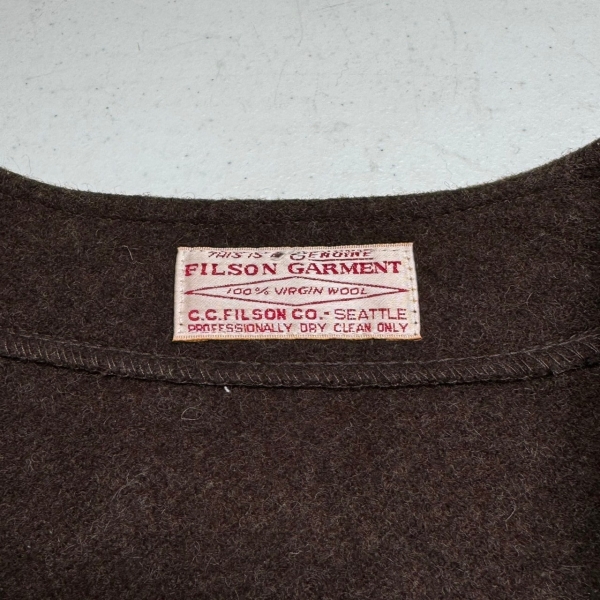 THIS IS A GENUINE
FILSON GARMENT
100% VIRGIN WOOL
C.C. FILSON CO. - SEATTLE
PROFESSIONALLY DRY CLEAN ONLY